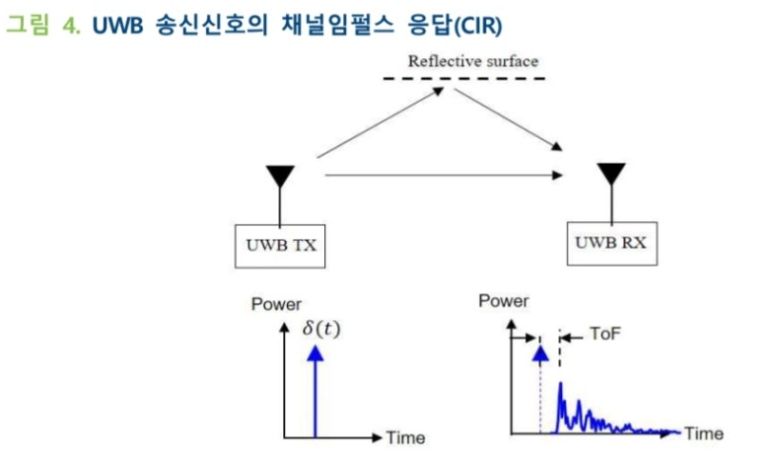 그림 4. UWB 송신신호의 채널임펄스 응답(CIR)
Reflective surface
UWB TX
UWB RX
Power
δ(t)
Time
Power
ToF
Time